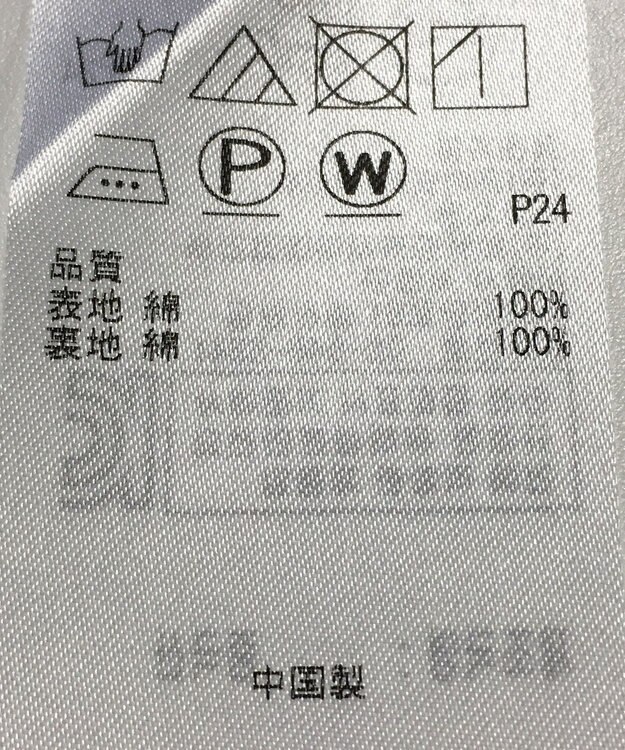 P W
P24
品質
表地 綿 100%
裏地 綿 100%
中国製